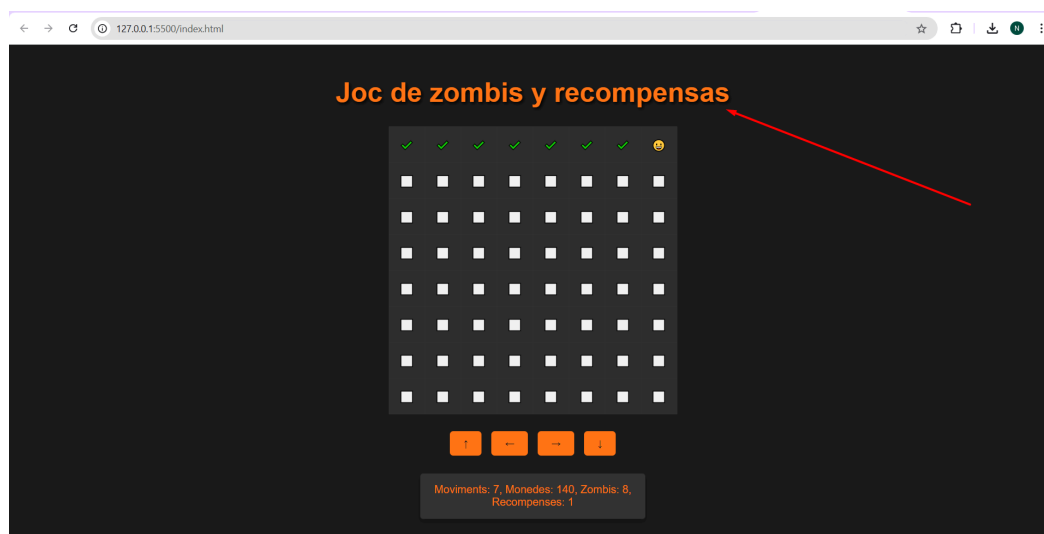 127.0.0.1:5500/index.html
N
Joc de zombis y recompensas
↑ ← → ↓
Moviments: 7, Monedes: 140, Zombis: 8,
Recompenses: 1